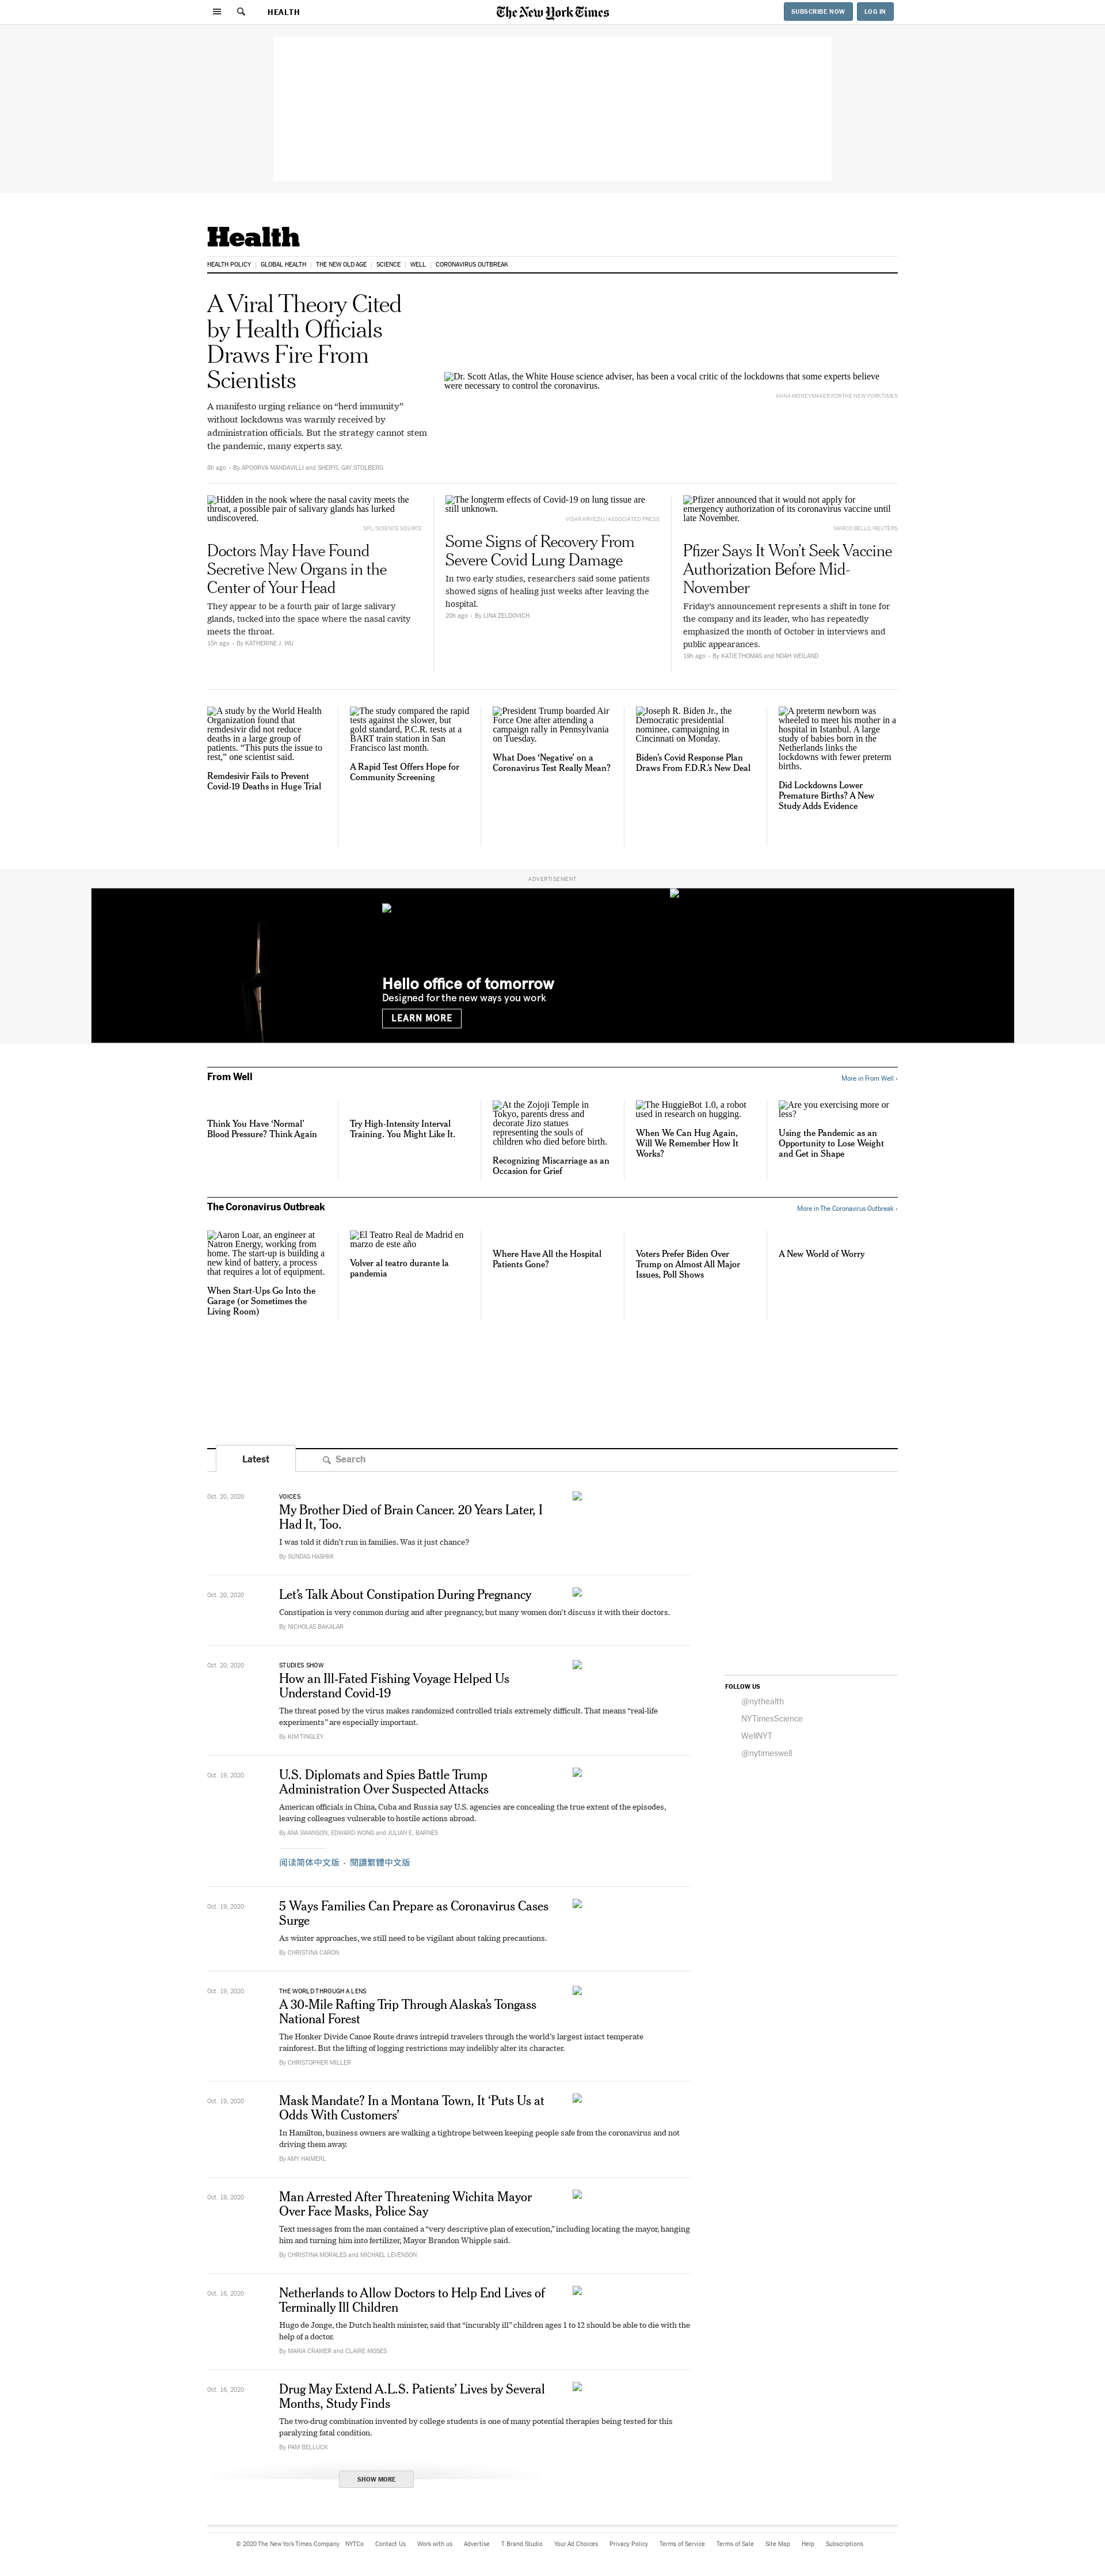 HEALTH
The New York Times
SUBSCRIBE NOW
LOG IN
Health
HEALTH POLICY | GLOBAL HEALTH | THE NEW OLD AGE | SCIENCE | WELL | CORONAVIRUS OUTBREAK
A Viral Theory Cited
by Health Officials
Draws Fire From
Scientists
A manifesto urging reliance on “herd immunity”
without lockdowns was warmly received by
administration officials. But the strategy cannot stem
the pandemic, many experts say.
8h ago • By APOORVA MANDAVILLI and SHERYL GAY STOLBERG
Dr. Scott Atlas, the White House science adviser, has been a vocal critic of the lockdowns that some experts believe
were necessary to control the coronavirus.
ANNA MONEYMAKER FOR THE NEW YORK TIMES
Hidden in the nook where the nasal cavity meets the
throat, a possible pair of salivary glands has lurked
undiscovered.
SPL/SCIENCE SOURCE
Doctors May Have Found
Secretive New Organs in the
Center of Your Head
They appear to be a fourth pair of large salivary
glands, tucked into the space where the nasal cavity
meets the throat.
15h ago • By KATHERINE J. WU
The longterm effects of Covid-19 on lung tissue are
still unknown.
VISAR KRYEZIU/ASSOCIATED PRESS
Some Signs of Recovery From
Severe Covid Lung Damage
In two early studies, researchers said some patients
showed signs of healing just weeks after leaving the
hospital.
20h ago • By LINA ZELDOVICH
Pfizer announced that it would not apply for
emergency authorization of its coronavirus vaccine until
late November.
MARCO BELLO/REUTERS
Pfizer Says It Won’t Seek Vaccine
Authorization Before Mid-
November
Friday’s announcement represents a shift in tone for
the company and its leader, who has repeatedly
emphasized the month of October in interviews and
public appearances.
19h ago • By KATIE THOMAS and NOAH WEILAND
A study by the World Health
Organization found that
remdesivir did not reduce
deaths in a large group of
patients. “This puts the issue to
rest,” one scientist said.
Remdesivir Fails to Prevent
Covid-19 Deaths in Huge Trial
The study compared the rapid
tests against the slower, but
gold standard, P.C.R. tests at a
BART train station in San
Francisco last month.
A Rapid Test Offers Hope for
Community Screening
President Trump boarded Air
Force One after attending a
campaign rally in Pennsylvania
on Tuesday.
What Does ‘Negative’ on a
Coronavirus Test Really Mean?
Joseph R. Biden Jr., the
Democratic presidential
nominee, campaigning in
Cincinnati on Monday.
Biden’s Covid Response Plan
Draws From F.D.R.’s New Deal
A preterm newborn was
wheeled to meet his mother in a
hospital in Istanbul. A large
study of babies born in the
Netherlands links the
lockdowns with fewer preterm
births.
Did Lockdowns Lower
Premature Births? A New
Study Adds Evidence
ADVERTISEMENT
Hello office of tomorrow
Designed for the new ways you work
LEARN MORE
From Well
More in From Well ›
Think You Have ‘Normal’
Blood Pressure? Think Again
Try High-Intensity Interval
Training. You Might Like It.
At the Zojoji Temple in
Tokyo, parents dress and
decorate Jizo statues
representing the souls of
children who died before birth.
Recognizing Miscarriage as an
Occasion for Grief
The HuggieBot 1.0, a robot
used in research on hugging.
When We Can Hug Again,
Will We Remember How It
Works?
Are you exercising more or
less?
Using the Pandemic as an
Opportunity to Lose Weight
and Get in Shape
The Coronavirus Outbreak
More in The Coronavirus Outbreak ›
Aaron Loar, an engineer at
Natron Energy, working from
home. The start-up is building a
new kind of battery, a process
that requires a lot of equipment.
When Start-Ups Go Into the
Garage (or Sometimes the
Living Room)
El Teatro Real de Madrid en
marzo de este año
Volver al teatro durante la
pandemia
Where Have All the Hospital
Patients Gone?
Voters Prefer Biden Over
Trump on Almost All Major
Issues, Poll Shows
A New World of Worry
Latest
Search
Oct. 20, 2020
VOICES
My Brother Died of Brain Cancer. 20 Years Later, I
Had It, Too.
I was told it didn’t run in families. Was it just chance?
By SUNDAS HASHMI
Oct. 20, 2020
Let’s Talk About Constipation During Pregnancy
Constipation is very common during and after pregnancy, but many women don’t discuss it with their doctors.
By NICHOLAS BAKALAR
Oct. 20, 2020
STUDIES SHOW
How an Ill-Fated Fishing Voyage Helped Us
Understand Covid-19
The threat posed by the virus makes randomized controlled trials extremely difficult. That means “real-life
experiments” are especially important.
By KIM TINGLEY
FOLLOW US
@nythealth
NYTimesScience
WellNYT
@nytimeswell
Oct. 19, 2020
U.S. Diplomats and Spies Battle Trump
Administration Over Suspected Attacks
American officials in China, Cuba and Russia say U.S. agencies are concealing the true extent of the episodes,
leaving colleagues vulnerable to hostile actions abroad.
By ANA SWANSON, EDWARD WONG and JULIAN E. BARNES
阅读简体中文版 • 閱讀繁體中文版
Oct. 19, 2020
5 Ways Families Can Prepare as Coronavirus Cases
Surge
As winter approaches, we still need to be vigilant about taking precautions.
By CHRISTINA CARON
Oct. 19, 2020
THE WORLD THROUGH A LENS
A 30-Mile Rafting Trip Through Alaska’s Tongass
National Forest
The Honker Divide Canoe Route draws intrepid travelers through the world’s largest intact temperate
rainforest. But the lifting of logging restrictions may indelibly alter its character.
By CHRISTOPHER MILLER
Oct. 19, 2020
Mask Mandate? In a Montana Town, It ‘Puts Us at
Odds With Customers’
In Hamilton, business owners are walking a tightrope between keeping people safe from the coronavirus and not
driving them away.
By AMY HAIMERL
Oct. 18, 2020
Man Arrested After Threatening Wichita Mayor
Over Face Masks, Police Say
Text messages from the man contained a “very descriptive plan of execution,” including locating the mayor, hanging
him and turning him into fertilizer, Mayor Brandon Whipple said.
By CHRISTINA MORALES and MICHAEL LEVENSON
Oct. 16, 2020
Netherlands to Allow Doctors to Help End Lives of
Terminally Ill Children
Hugo de Jonge, the Dutch health minister, said that “incurably ill” children ages 1 to 12 should be able to die with the
help of a doctor.
By MARIA CRAMER and CLAIRE MOSES
Oct. 16, 2020
Drug May Extend A.L.S. Patients’ Lives by Several
Months, Study Finds
The two-drug combination invented by college students is one of many potential therapies being tested for this
paralyzing fatal condition.
By PAM BELLUCK
SHOW MORE
© 2020 The New York Times Company NYTCo Contact Us Work with us Advertise T Brand Studio Your Ad Choices Privacy Policy Terms of Service Terms of Sale Site Map Help Subscriptions